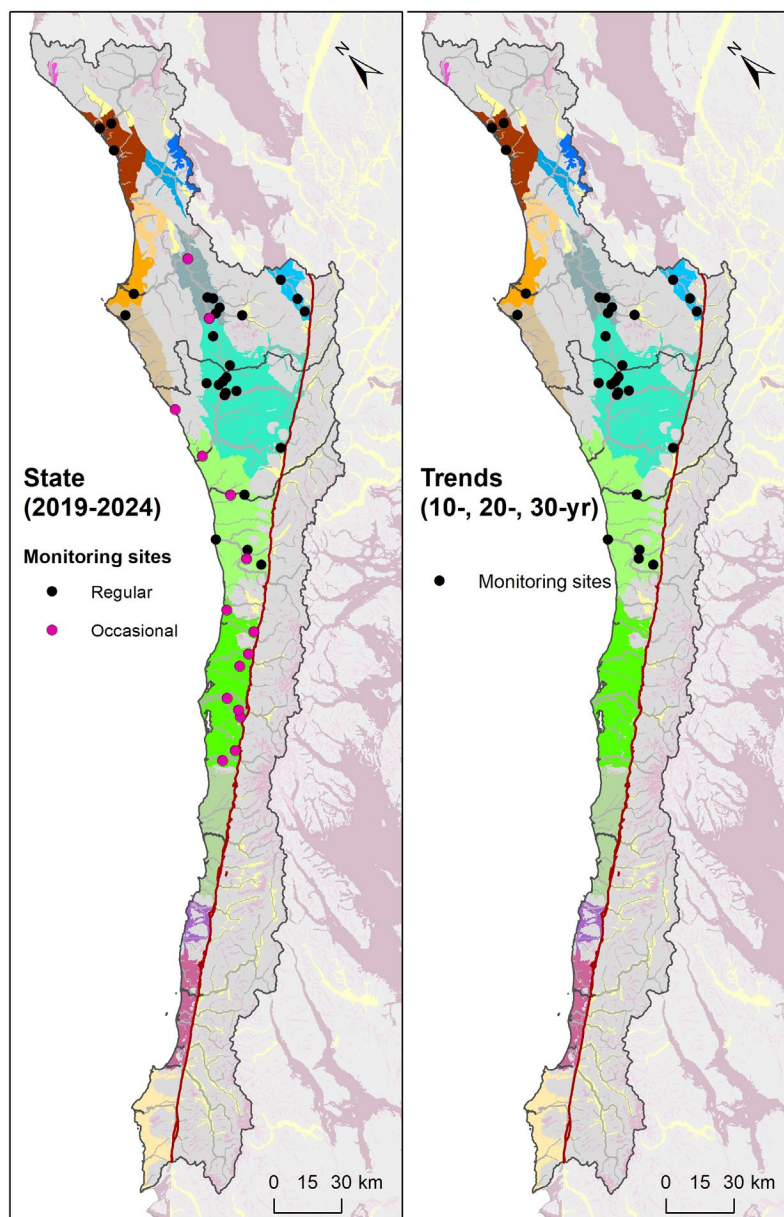 N
State
(2019-2024)
Monitoring sites
Regular
Occasional
0 15 30 km
N
Trends
(10-, 20-, 30-yr)
Monitoring sites
0 15 30 km